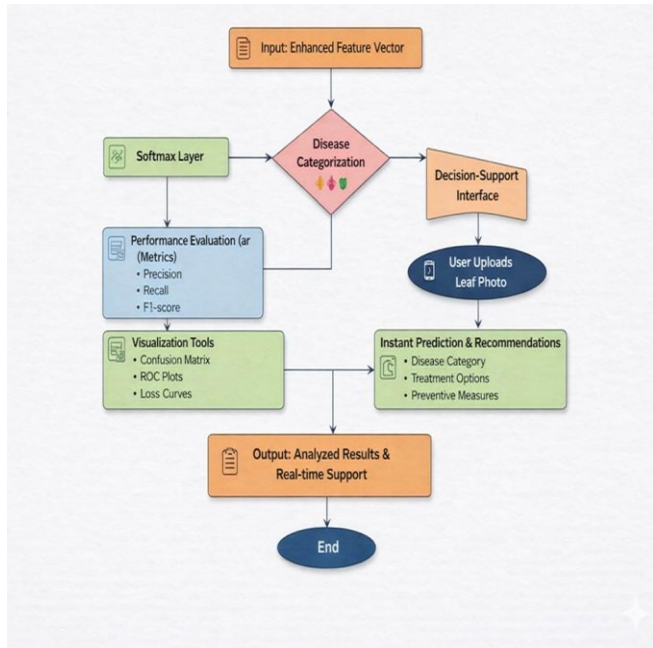 Input: Enhanced Feature Vector
Softmax Layer
Disease
Categorization
Decision-Support
Interface
Performance Evaluation (ar
(Metrics)
• Precision
• Recall
• F1-score
User Uploads
Leaf Photo
Visualization Tools
• Confusion Matrix
• ROC Plots
• Loss Curves
Instant Prediction & Recommendations
• Disease Category
• Treatment Options
• Preventive Measures
Output: Analyzed Results &
Real-time Support
End